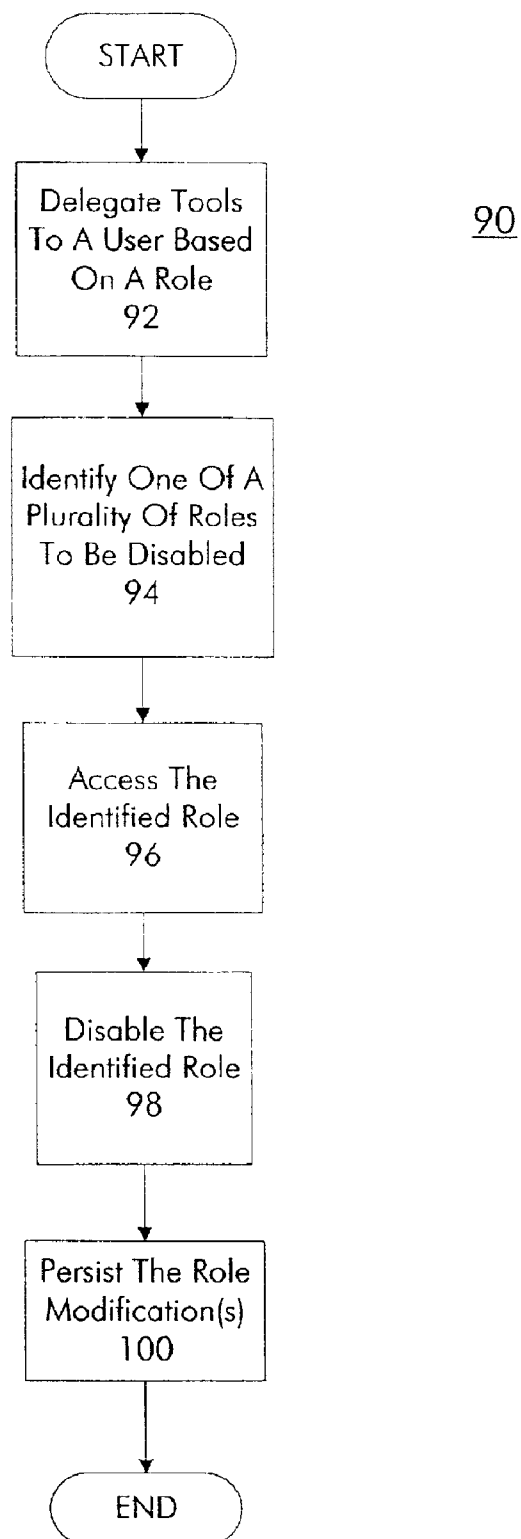 START
Delegate Tools
To A User Based
On A Role
92
90
Identify One Of A
Plurality Of Roles
To Be Disabled
94
Access The
Identified Role
96
Disable The
Identified Role
98
Persist The Role
Modification(s)
100
END